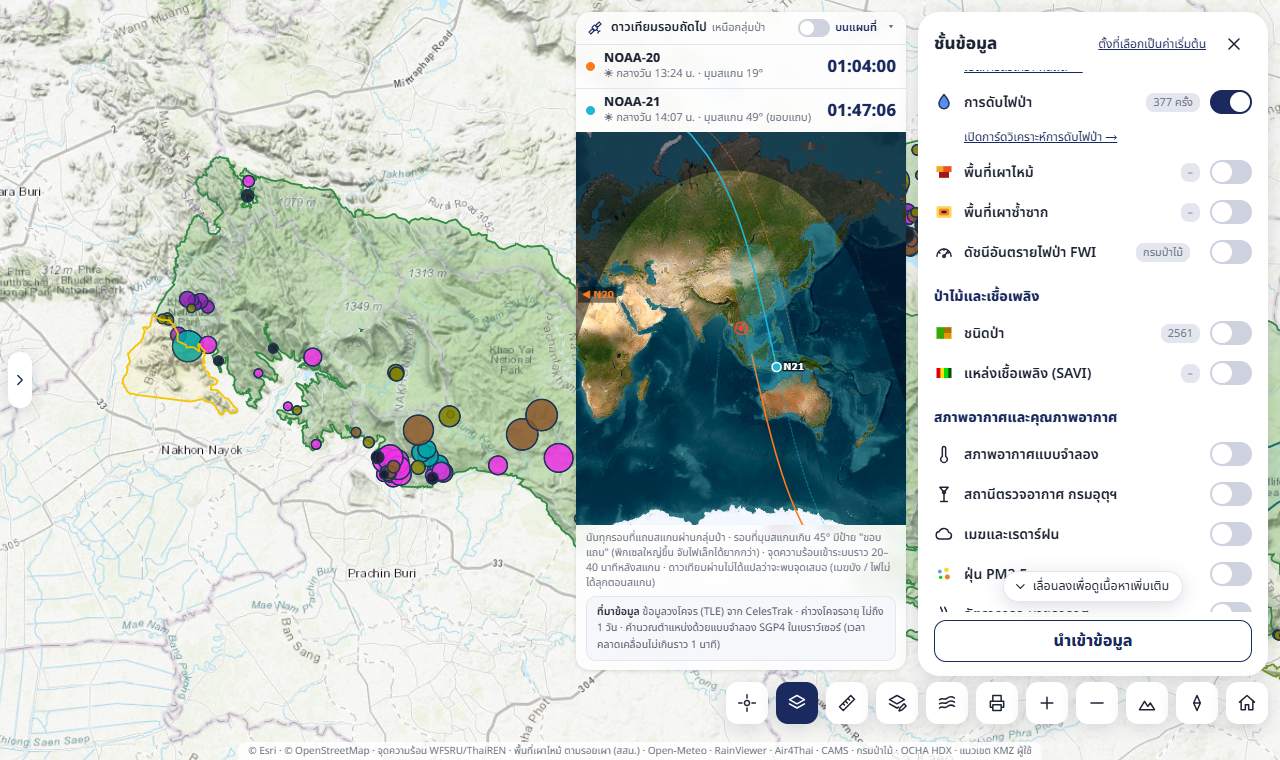 ดาวเทียมรอบถัดไป เหนือกลุ่มป่า
บนแผนที่
NOAA-20
☀ กลางวัน 13:24 น. · มุมสแกน 19°
01:04:00
NOAA-21
☀ กลางวัน 14:07 น. · มุมสแกน 49° (ขอบแถบ)
01:47:06
◀ N20
N21
นับทุกรอบที่แถบสแกนผ่านกลุ่มป่า · รอบที่มุมสแกนเกิน 45° มีป้าย "ขอบ
แถบ" (พิกเซลใหญ่ขึ้น จับไฟเล็กได้ยากกว่า) · จุดความร้อนเข้าระบบราว 20–
40 นาทีหลังสแกน · ดาวเทียมผ่านไม่ได้แปลว่าจะพบจุดเสมอ (เมฆบัง / ไฟไม่
ได้ลุกตอนสแกน)
ที่มาข้อมูล ข้อมูลวงโคจร (TLE) จาก CelesTrak · ค่าวงโคจรอายุ ไม่ถึง
1 วัน · คำนวณตำแหน่งด้วยแบบจำลอง SGP4 ในเบราว์เซอร์ (เวลา
คลาดเคลื่อนไม่เกินราว 1 นาที)
ชั้นข้อมูล
ตั้งที่เลือกเป็นค่าเริ่มต้น
การดับไฟป่า
377 ครั้ง
เปิดการ์ดวิเคราะห์การดับไฟป่า →
พื้นที่เผาไหม้
–
พื้นที่เผาซ้ำซาก
–
ดัชนีอันตรายไฟป่า FWI
กรมป่าไม้
ป่าไม้และเชื้อเพลิง
ชนิดป่า
2561
แหล่งเชื้อเพลิง (SAVI)
–
สภาพอากาศและคุณภาพอากาศ
สภาพอากาศแบบจำลอง
สถานีตรวจอากาศ กรมอุตุฯ
เมฆและเรดาร์ฝน
ฝุ่น PM2.5
เลื่อนลงเพื่อดูเนื้อหาเพิ่มเติม
นำเข้าข้อมูล
Mittraphap Road
Rural Road 3052
ara Buri
1079 m
312 m
1313 m
1349 m
Khao Yai
National
Park
Nakhon Nayok
Prachin Buri
Mae Nam Prachin
Ban Sang
Khlong Saen Saep
2
33
33
305
304
© Esri · © OpenStreetMap · จุดความร้อน WFSRU/ThaiREN · พื้นที่เผาไหม้ ดาบรอยเผา (สสน.) · Open-Meteo · RainViewer · Air4Thai · CAMS · กรมป่าไม้ · OCHA HDX · แนวเขต KMZ ผู้ใช้